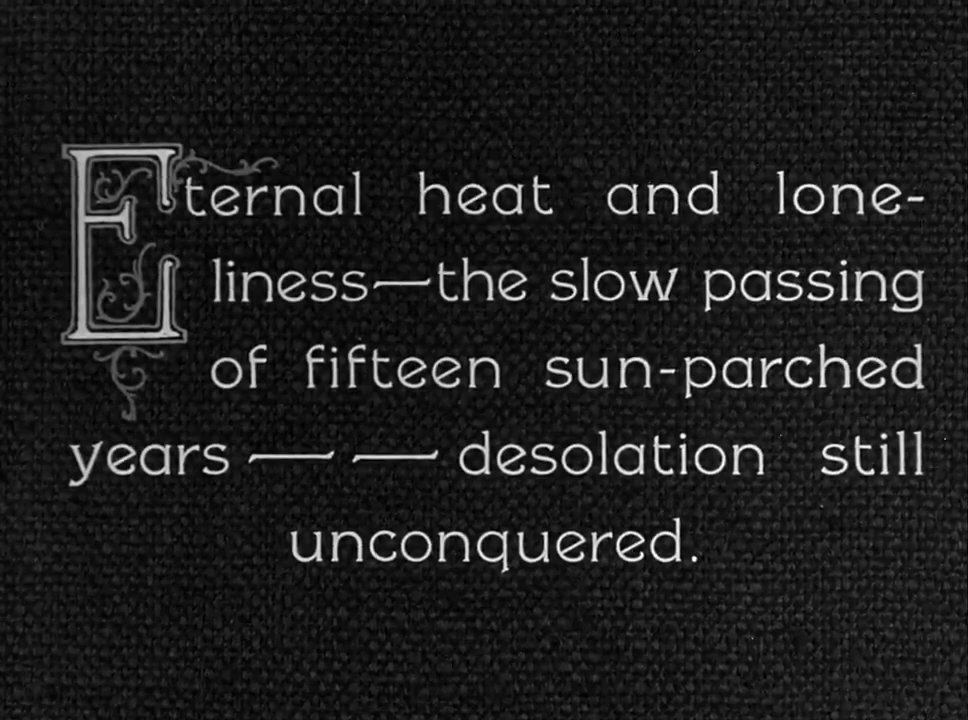 Eternal heat and lone-
liness—the slow passing
of fifteen sun-parched
years — — desolation still
unconquered.